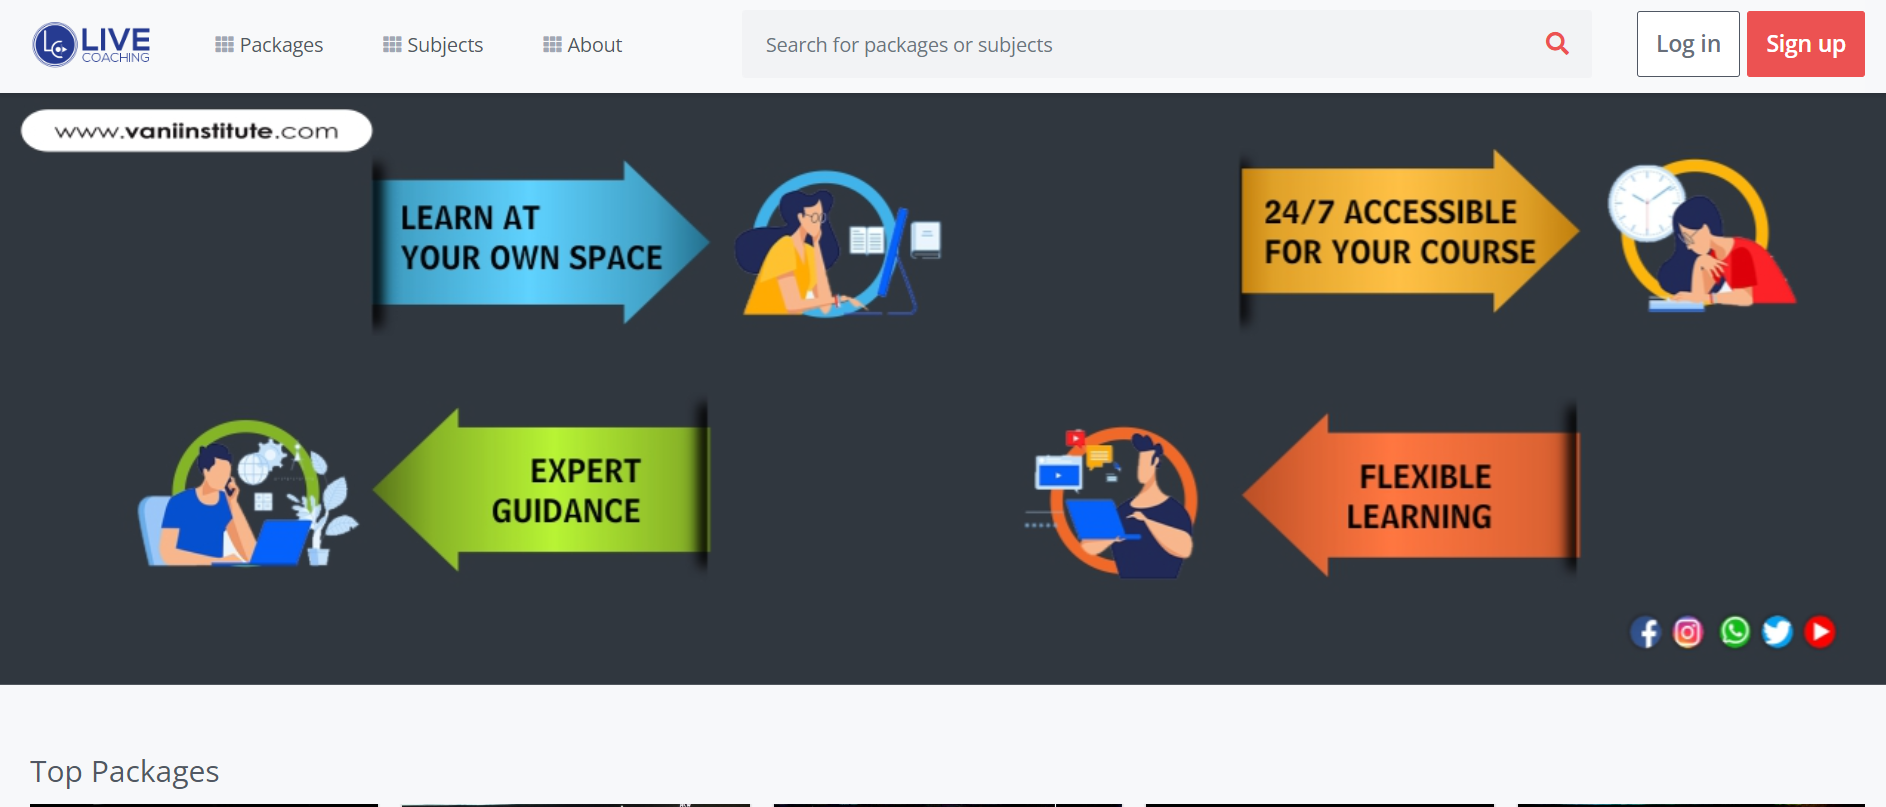 LC LIVE
COACHING
Packages
Subjects
About
Search for packages or subjects
Log in
Sign up
www.vaniinstitute.com
LEARN AT
YOUR OWN SPACE
24/7 ACCESSIBLE
FOR YOUR COURSE
EXPERT
GUIDANCE
FLEXIBLE
LEARNING
Top Packages